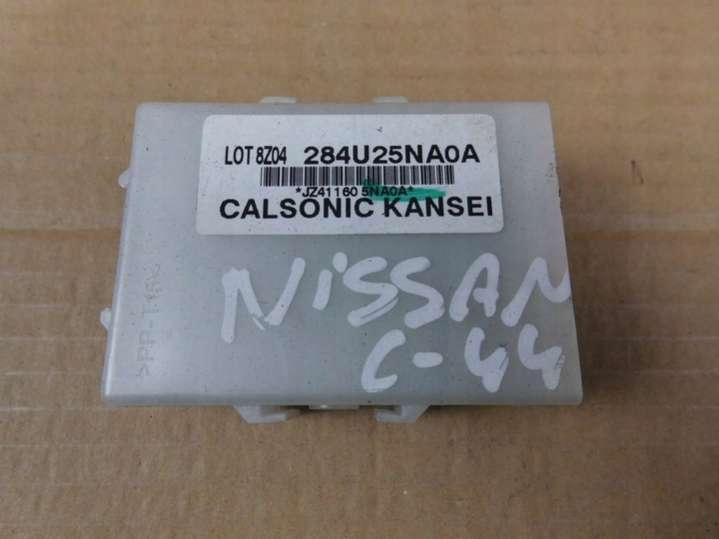 LOT 8Z04 284U25NA0A
*JZ41160 5NA0A*
CALSONIC KANSEI
NiSSAN
C-44